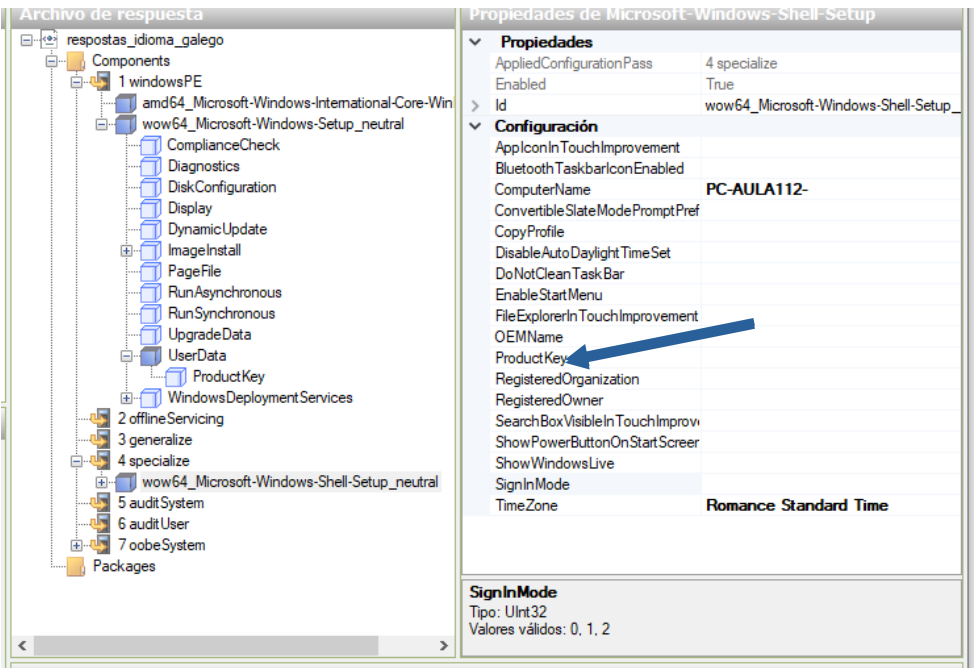 Archivo de respuesta
respostas_idioma_galego
Components
1 windowsPE
amd64_Microsoft-Windows-International-Core-Win
wow64_Microsoft-Windows-Setup_neutral
ComplianceCheck
Diagnostics
DiskConfiguration
Display
DynamicUpdate
ImageInstall
PageFile
RunAsynchronous
RunSynchronous
UpgradeData
UserData
ProductKey
WindowsDeploymentServices
2 offlineServicing
3 generalize
4 specialize
wow64_Microsoft-Windows-Shell-Setup_neutral
5 auditSystem
6 auditUser
7 oobeSystem
Packages
Propiedades de Microsoft-Windows-Shell-Setup
Propiedades
AppliedConfigurationPass 4 specialize
Enabled True
Id wow64_Microsoft-Windows-Shell-Setup_
Configuración
AppIconInTouchImprovement
BluetoothTaskbarIconEnabled
ComputerName PC-AULA112-
ConvertibleSlateModePromptPref
CopyProfile
DisableAutoDaylightTimeSet
DoNotCleanTaskBar
EnableStartMenu
FileExplorerInTouchImprovement
OEMName
ProductKey
RegisteredOrganization
RegisteredOwner
SearchBoxVisibleInTouchImprov
ShowPowerButtonOnStartScreen
ShowWindowsLive
SignInMode
TimeZone Romance Standard Time
SignInMode
Tipo: UInt32
Valores válidos: 0, 1, 2